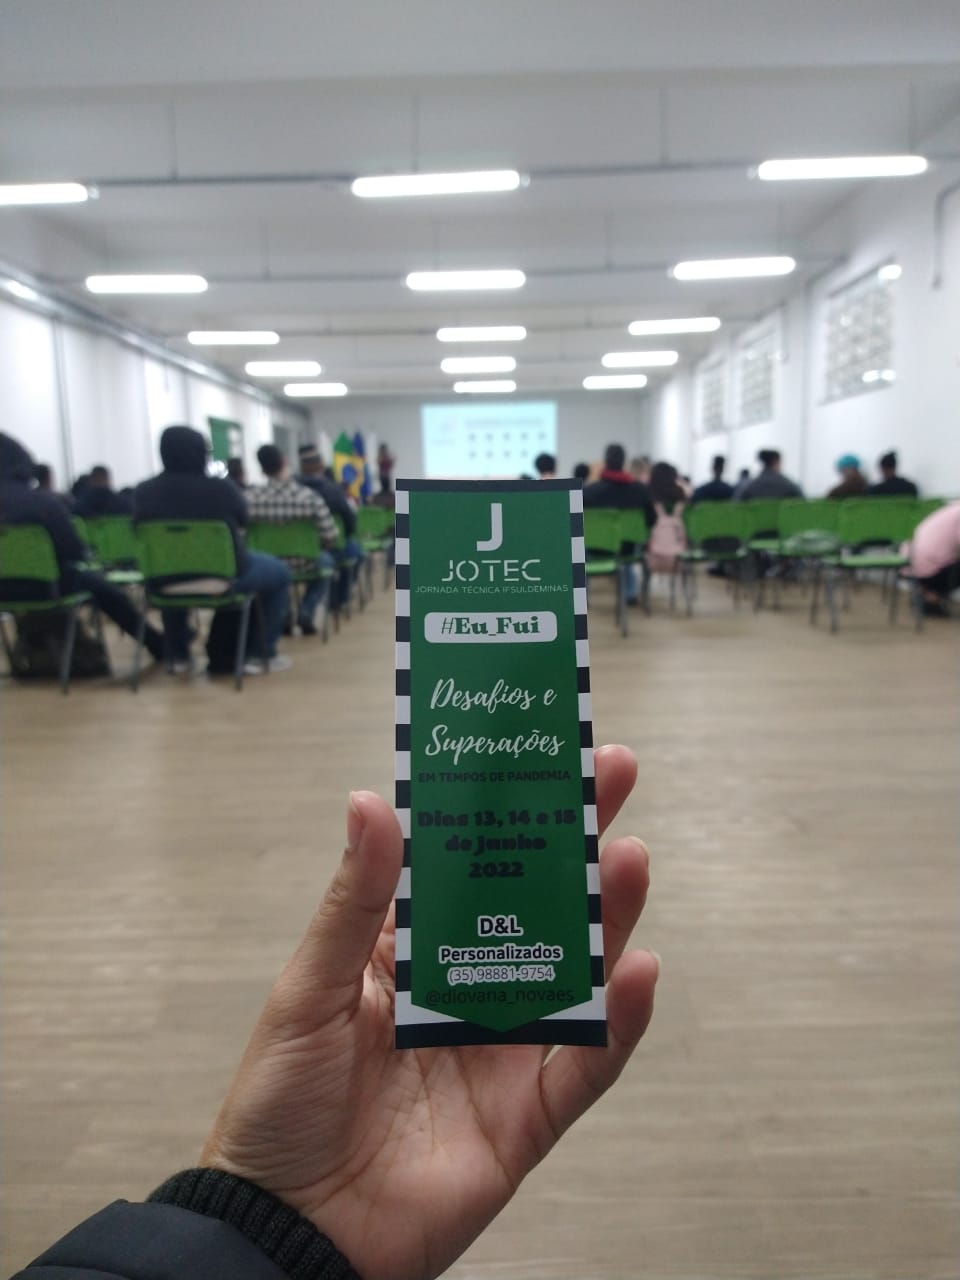 J
JOTEC
JORNADA TÉCNICA IFSULDEMINAS
#Eu_Fui
Desafios e
Superações
EM TEMPOS DE PANDEMIA
Dias 13, 14 e 15
de Junho
2022
D&L
Personalizados
(35) 98881-9754
@diovana_novaes